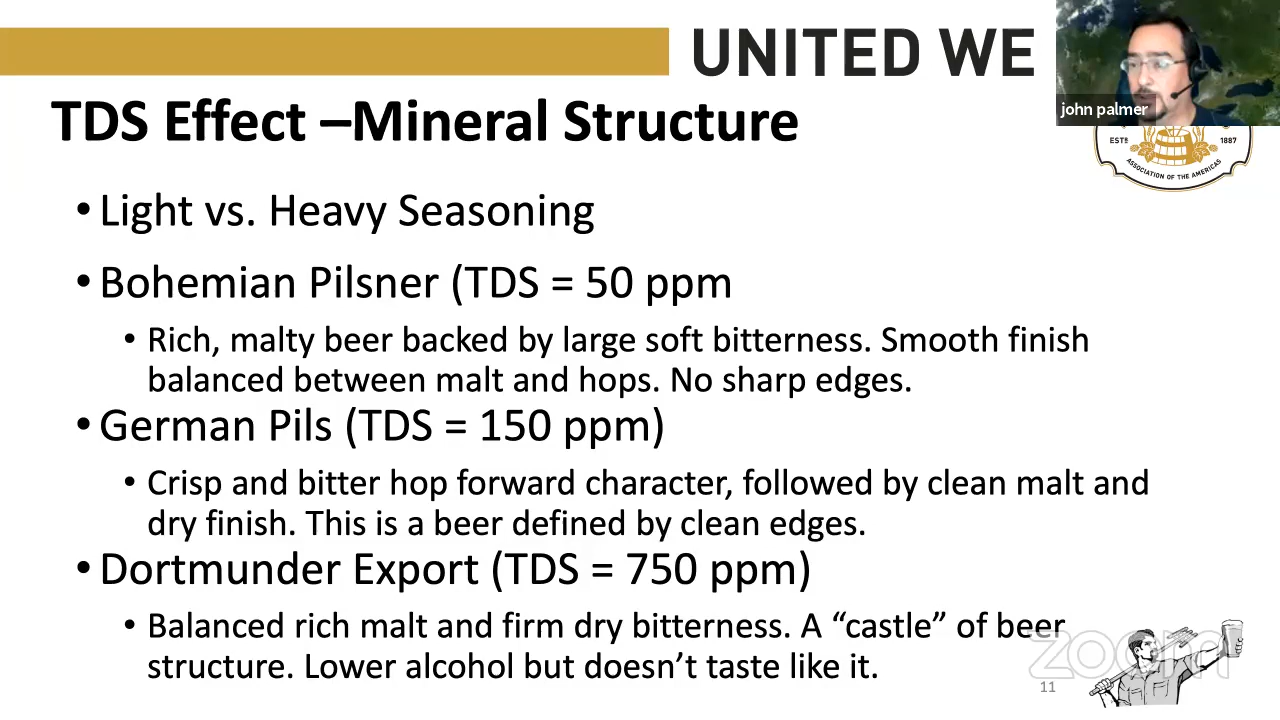 UNITED WE
john palmer
TDS Effect –Mineral Structure
ESTD
1887
ASSOCIATION OF THE AMERICAS
• Light vs. Heavy Seasoning
• Bohemian Pilsner (TDS = 50 ppm
• Rich, malty beer backed by large soft bitterness. Smooth finish
balanced between malt and hops. No sharp edges.
• German Pils (TDS = 150 ppm)
• Crisp and bitter hop forward character, followed by clean malt and
dry finish. This is a beer defined by clean edges.
• Dortmunder Export (TDS = 750 ppm)
• Balanced rich malt and firm dry bitterness. A “castle” of beer
structure. Lower alcohol but doesn’t taste like it.
zoom
11